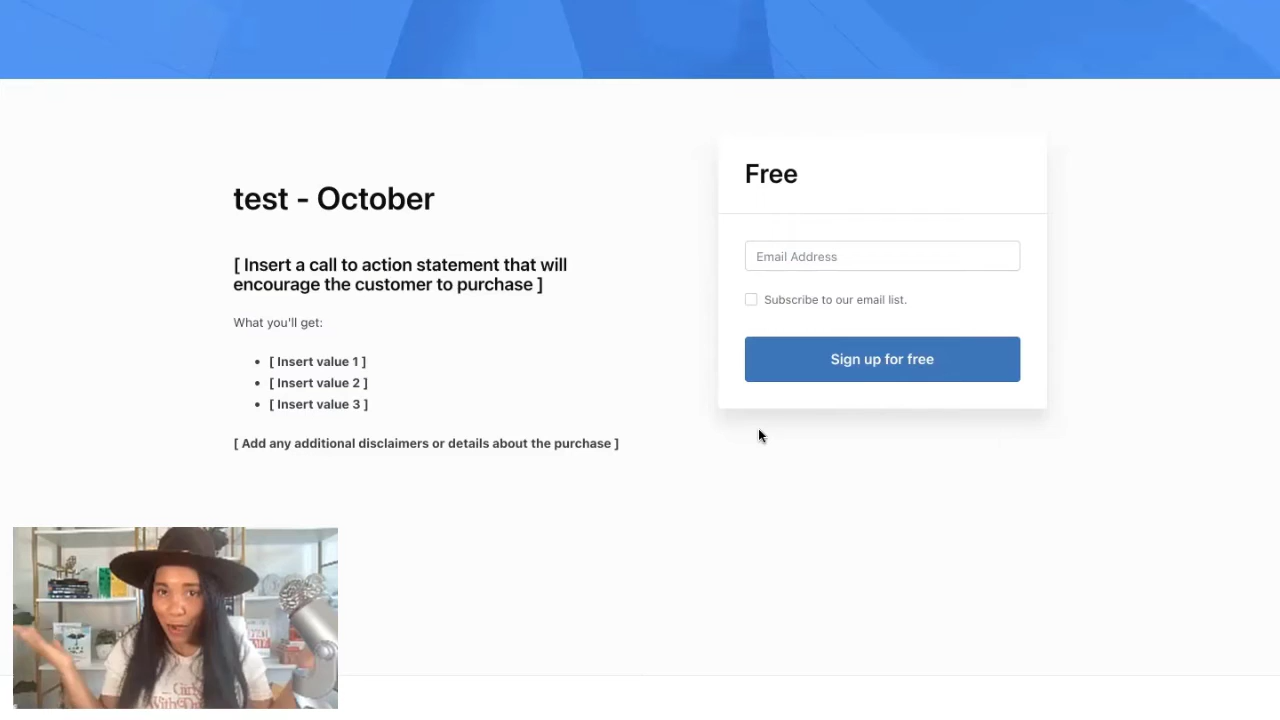 test - October
[ Insert a call to action statement that will
encourage the customer to purchase ]
What you'll get:
• [ Insert value 1 ]
• [ Insert value 2 ]
• [ Insert value 3 ]
[ Add any additional disclaimers or details about the purchase ]
Free
Email Address
Subscribe to our email list.
Sign up for free